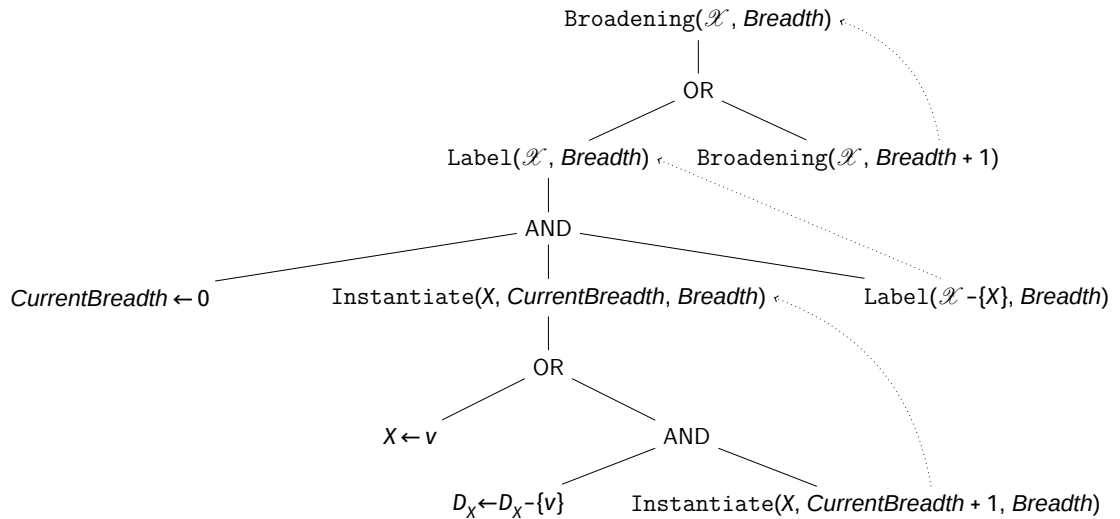 Broadening(𝒳, Breadth)
OR
Label(𝒳, Breadth) Broadening(𝒳, Breadth + 1)
AND
CurrentBreadth ← 0 Instantiate(X, CurrentBreadth, Breadth) Label(𝒳 -{X}, Breadth)
OR
X ← v AND
D_X←D_X-{v} Instantiate(X, CurrentBreadth + 1, Breadth)